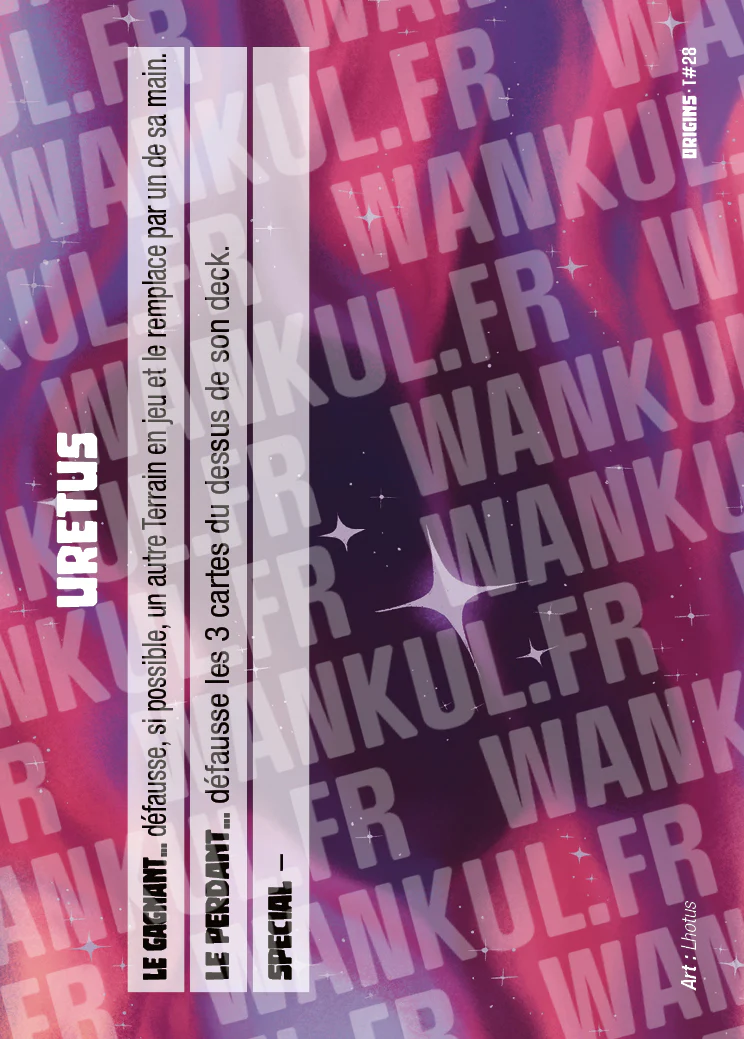 URETUS
LE GAGNANT... défausse, si possible, un autre Terrain en jeu et le remplace par un de sa main.
LE PERDANT... défausse les 3 cartes du dessus de son deck.
SPECIAL –
Art : Lhotus
ORIGINS · T#28
WANKUL.FR